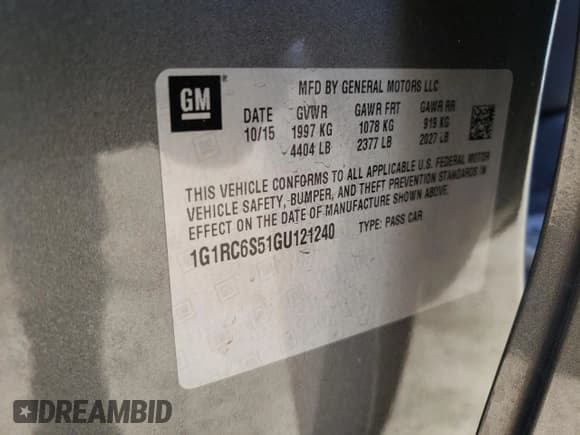 GM ®
MFD BY GENERAL MOTORS LLC
DATE GVWR GAWR FRT GAWR RR
10/15 1997 KG 1078 KG 919 KG
4404 LB 2377 LB 2027 LB
THIS VEHICLE CONFORMS TO ALL APPLICABLE U.S. FEDERAL MOTOR
VEHICLE SAFETY, BUMPER, AND THEFT PREVENTION STANDARDS IN
EFFECT ON THE DATE OF MANUFACTURE SHOWN ABOVE.
1G1RC6S51GU121240 TYPE: PASS CAR
DREAMBID